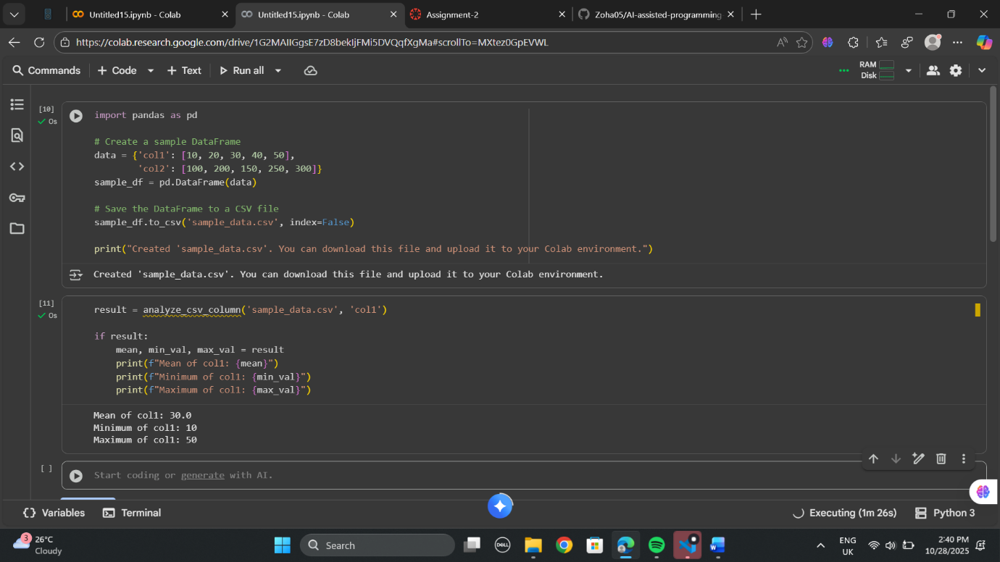 Untitled15.ipynb - Colab
Untitled15.ipynb - Colab
Assignment-2
Zoha05/AI-assisted-programming
https://colab.research.google.com/drive/1G2MAIIGgsE7zD8bekIjFMi5DVQqfXgMa#scrollTo=MXtez0GpEVWL
Commands
+ Code
+ Text
Run all
RAM
Disk
[10]
0s
import pandas as pd
# Create a sample DataFrame
data = {'col1': [10, 20, 30, 40, 50],
'col2': [100, 200, 150, 250, 300]}
sample_df = pd.DataFrame(data)
# Save the DataFrame to a CSV file
sample_df.to_csv('sample_data.csv', index=False)
print("Created 'sample_data.csv'. You can download this file and upload it to your Colab environment.")
Created 'sample_data.csv'. You can download this file and upload it to your Colab environment.
[11]
0s
result = analyze_csv_column('sample_data.csv', 'col1')
if result:
mean, min_val, max_val = result
print(f"Mean of col1: {mean}")
print(f"Minimum of col1: {min_val}")
print(f"Maximum of col1: {max_val}")
Mean of col1: 30.0
Minimum of col1: 10
Maximum of col1: 50
[ ]
Start coding or generate with AI.
{} Variables
Terminal
Executing (1m 26s)
Python 3
3
26°C
Cloudy
Search
DELL
ENG
UK
2:40 PM
10/28/2025